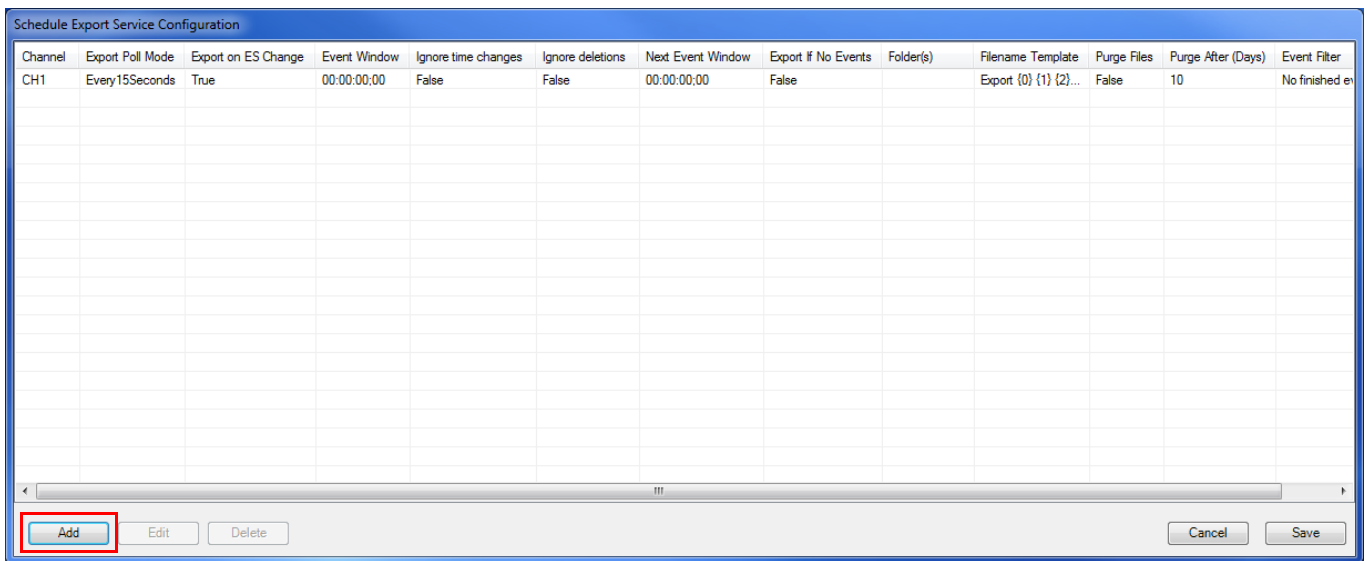 Schedule Export Service Configuration
Channel Export Poll Mode Export on ES Change Event Window Ignore time changes Ignore deletions Next Event Window Export If No Events Folder(s) Filename Template Purge Files Purge After (Days) Event Filter
CH1 Every15Seconds True 00:00:00;00 False False 00:00:00;00 False Export {0} {1} {2}... False 10 No finished ev
Add Edit Delete Cancel Save